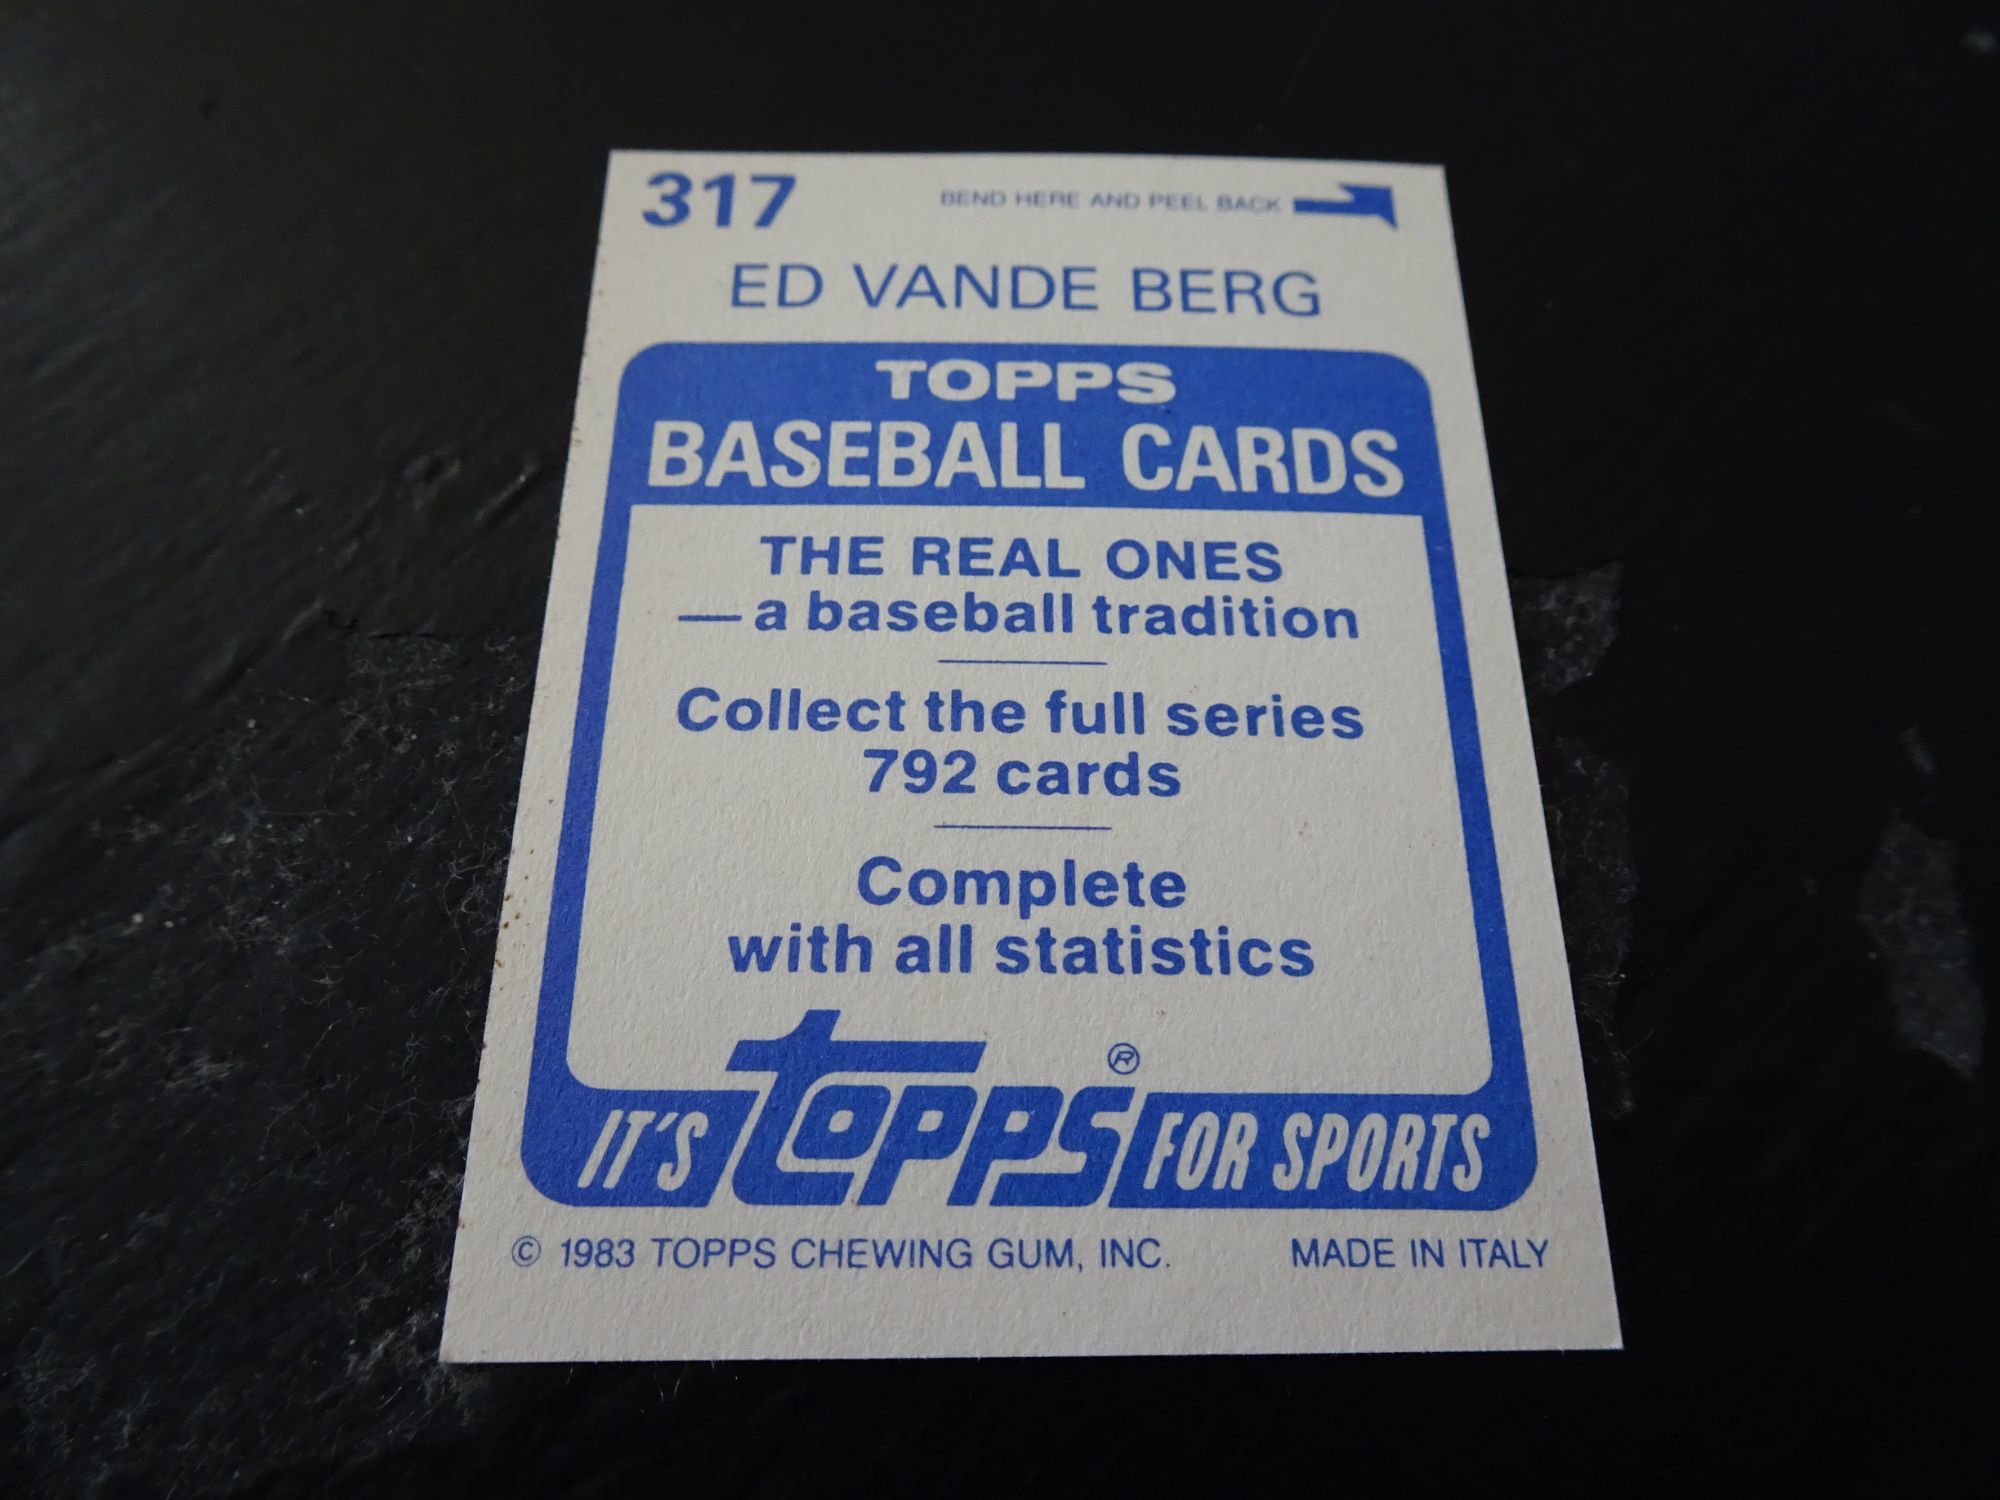 317
BEND HERE AND PEEL BACK
ED VANDE BERG
TOPPS
BASEBALL CARDS
THE REAL ONES
—a baseball tradition
Collect the full series
792 cards
Complete
with all statistics
IT'S topps® FOR SPORTS
© 1983 TOPPS CHEWING GUM, INC. MADE IN ITALY